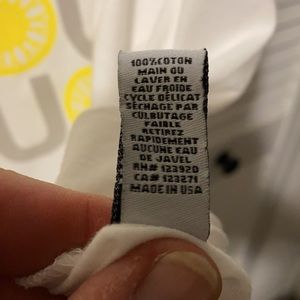 100% COTON
MAIN OU
LAVER EN
EAU FROIDE
CYCLE DÉLICAT
SÉCHAGE PAR
CULBUTAGE
FAIBLE
RETIREZ
RAPIDEMENT
AUCUNE EAU
DE JAVEL
RN# 123920
CA# 123271
MADE IN USA